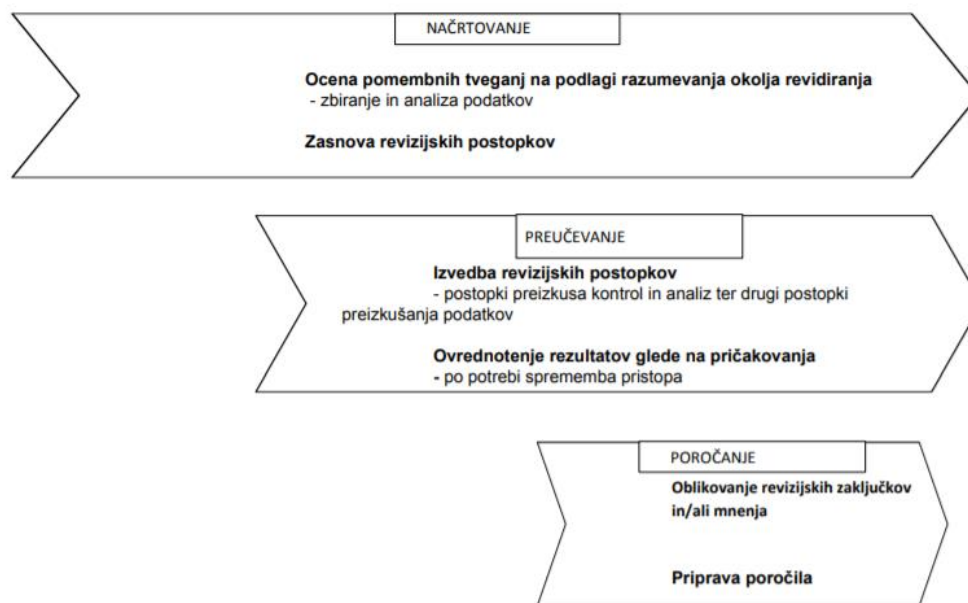 NAČRTOVANJE
Ocena pomembnih tveganj na podlagi razumevanja okolja revidiranja
- zbiranje in analiza podatkov
Zasnova revizijskih postopkov
PREUČEVANJE
Izvedba revizijskih postopkov
- postopki preizkusa kontrol in analiz ter drugi postopki
preizkušanja podatkov
Ovrednotenje rezultatov glede na pričakovanja
- po potrebi sprememba pristopa
POROČANJE
Oblikovanje revizijskih zaključkov
in/ali mnenja
Priprava poročila